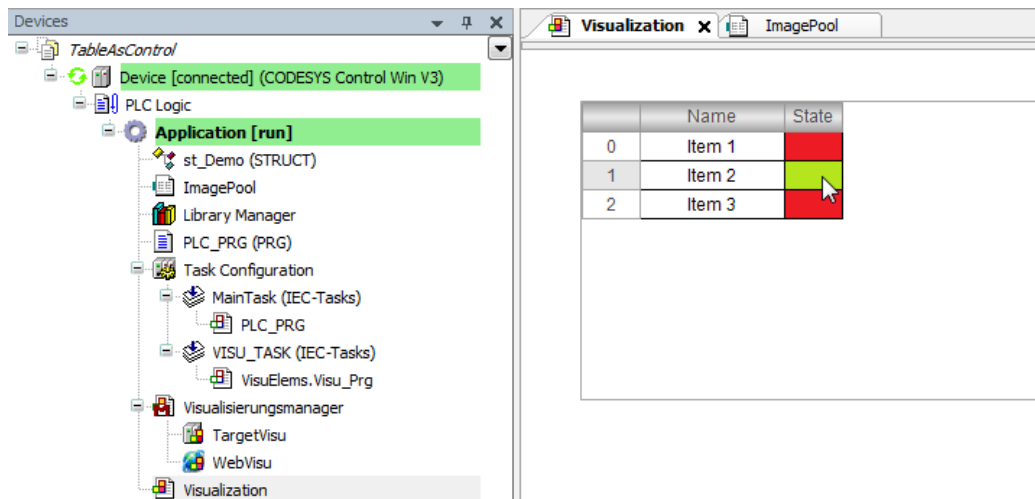 Devices
TableAsControl
Device [connected] (CODESYS Control Win V3)
PLC Logic
Application [run]
st_Demo (STRUCT)
ImagePool
Library Manager
PLC_PRG (PRG)
Task Configuration
MainTask (IEC-Tasks)
PLC_PRG
VISU_TASK (IEC-Tasks)
VisuElems.Visu_Prg
Visualisierungsmanager
TargetVisu
WebVisu
Visualization
Visualization ImagePool
Name State
0 Item 1
1 Item 2
2 Item 3